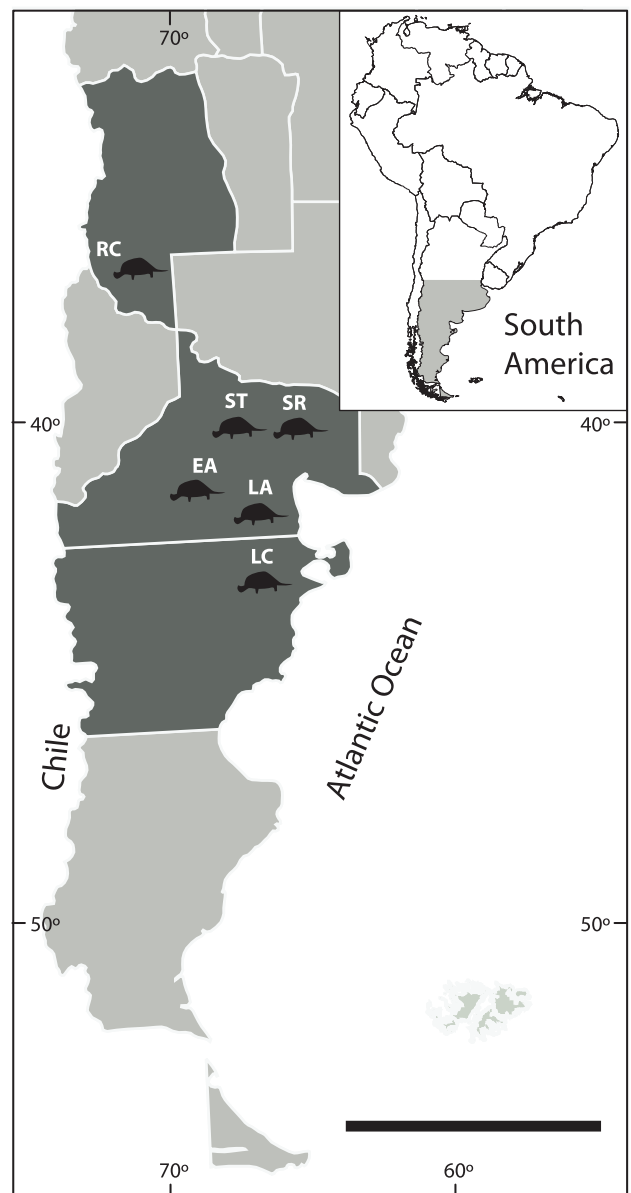 70º
South
America
RC
ST
SR
40º
40º
EA
LA
LC
Atlantic Ocean
Chile
50º
50º
70º
60º